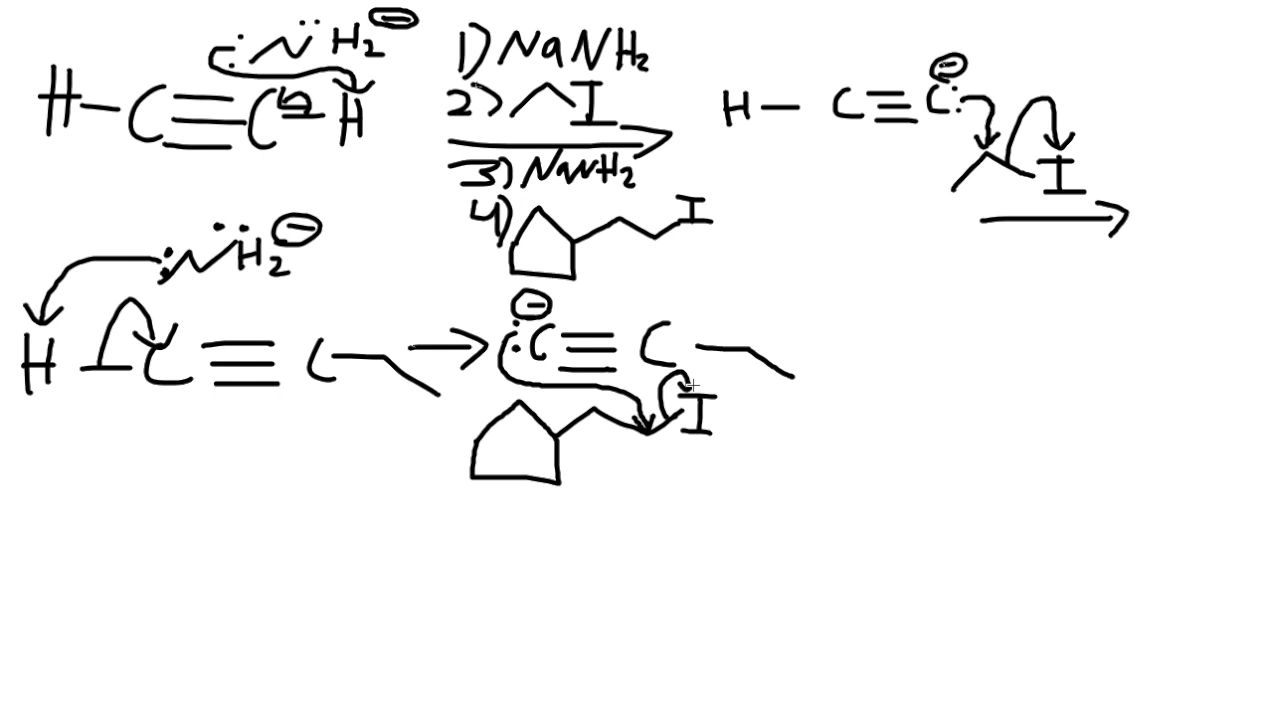 :N̈H₂⊖
H-C≡C-H
1) NaNH₂
2) I
3) NaNH₂
4) I
H-C≡C:⊖
I
:N̈H₂⊖
H-C≡C
⊖
:C≡C
I